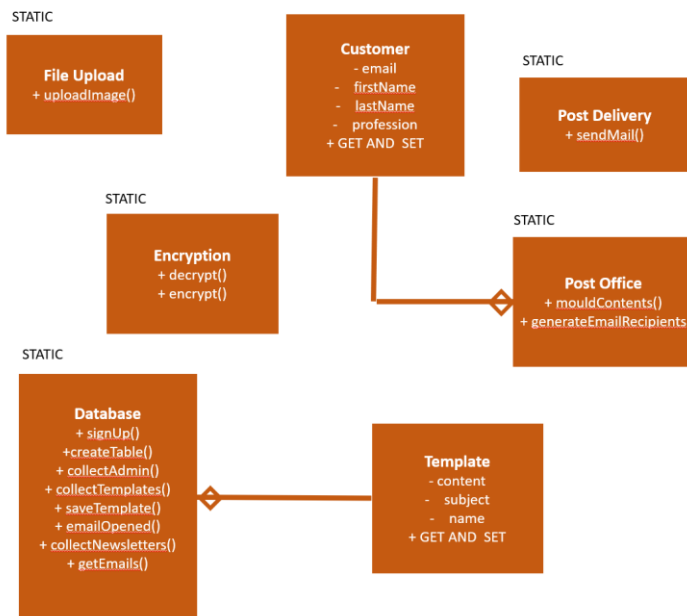 STATIC
File Upload
+ uploadImage()
Customer
- email
- firstName
- lastName
- profession
+ GET AND SET
STATIC
Post Delivery
+ sendMail()
STATIC
Encryption
+ decrypt()
+ encrypt()
STATIC
Post Office
+ mouldContents()
+ generateEmailRecipients
STATIC
Database
+ signUp()
+createTable()
+ collectAdmin()
+ collectTemplates()
+ saveTemplate()
+ emailOpened()
+ collectNewsletters()
+ getEmails()
Template
- content
- subject
- name
+ GET AND SET